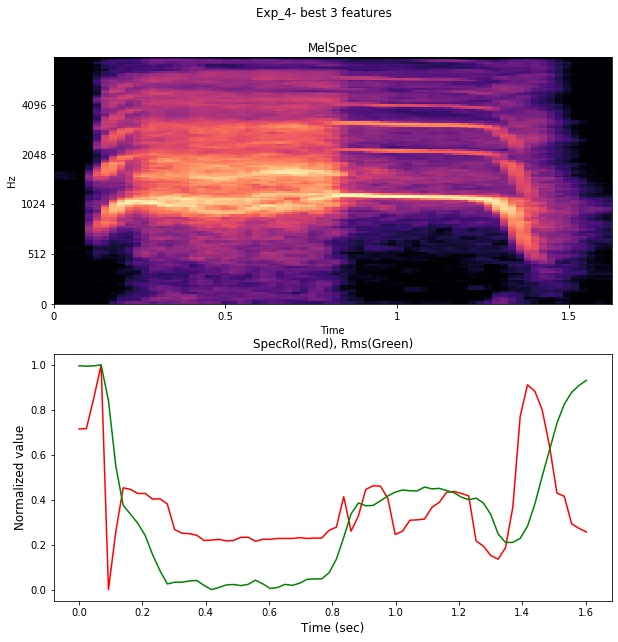 Exp_4- best 3 features
MelSpec
4096
2048
1024
512
0
Hz
0 0.5 1 1.5
Time
SpecRol(Red), Rms(Green)
1.0
0.8
0.6
0.4
0.2
0.0
Normalized value
0.0 0.2 0.4 0.6 0.8 1.0 1.2 1.4 1.6
Time (sec)